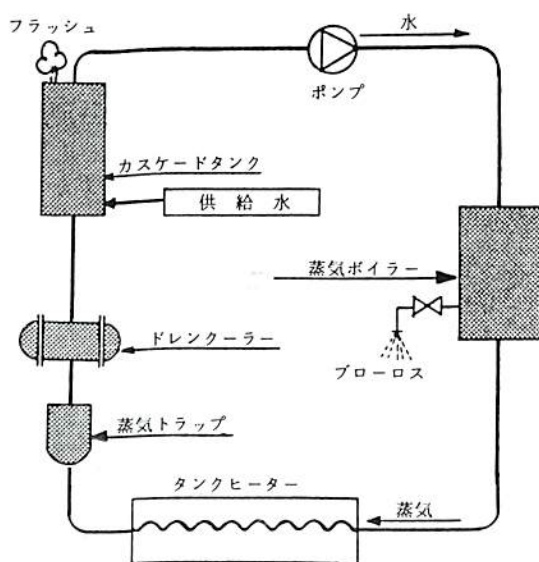 フラッシュ
水
ポンプ
カスケードタンク
供給水
蒸気ボイラー
ドレンクーラー
ブローロス
蒸気トラップ
タンクヒーター
蒸気